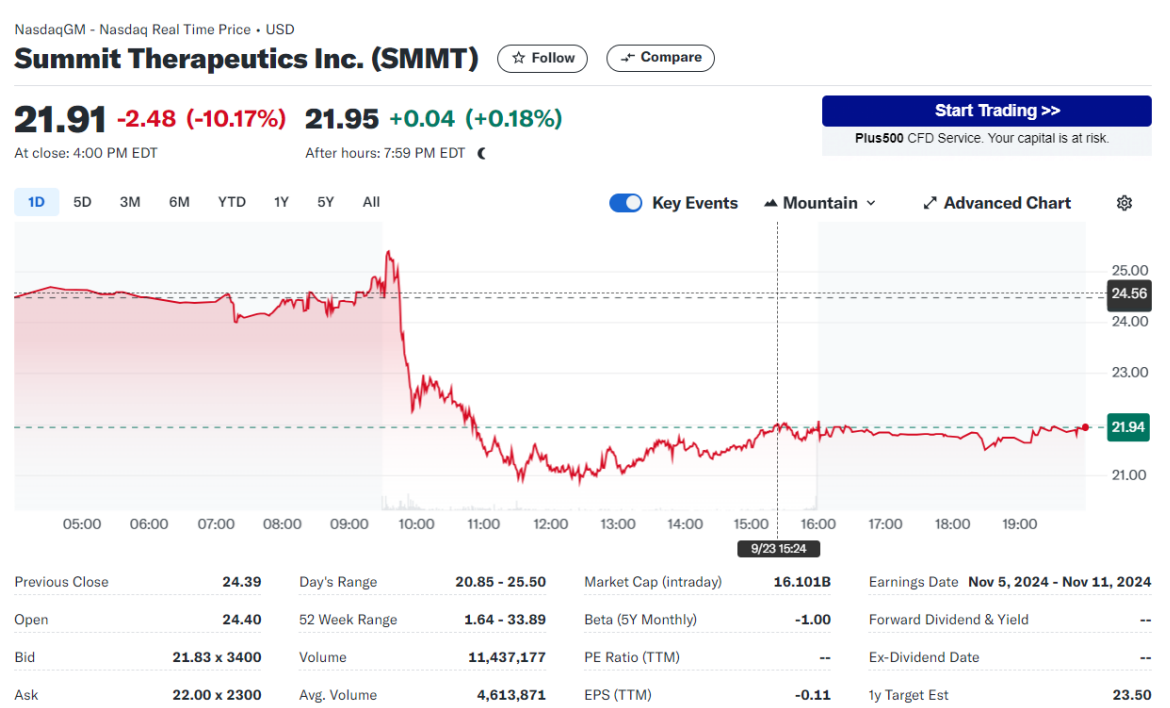 NasdaqGM - Nasdaq Real Time Price • USD
Summit Therapeutics Inc. (SMMT) Follow Compare
21.91 -2.48 (-10.17%) 21.95 +0.04 (+0.18%)
At close: 4:00 PM EDT After hours: 7:59 PM EDT
Start Trading >>
Plus500 CFD Service. Your capital is at risk.
1D 5D 3M 6M YTD 1Y 5Y All Key Events Mountain Advanced Chart
25.00
24.56
24.00
23.00
21.94
21.00
05:00 06:00 07:00 08:00 09:00 10:00 11:00 12:00 13:00 14:00 15:00 16:00 17:00 18:00 19:00
9/23 15:24
Previous Close 24.39 Day's Range 20.85 - 25.50 Market Cap (intraday) 16.101B Earnings Date Nov 5, 2024 - Nov 11, 2024
Open 24.40 52 Week Range 1.64 - 33.89 Beta (5Y Monthly) -1.00 Forward Dividend & Yield --
Bid 21.83 x 3400 Volume 11,437,177 PE Ratio (TTM) -- Ex-Dividend Date --
Ask 22.00 x 2300 Avg. Volume 4,613,871 EPS (TTM) -0.11 1y Target Est 23.50